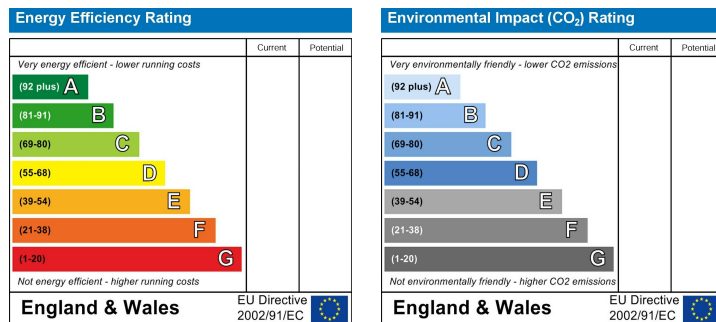 Energy Efficiency Rating
Current Potential
Very energy efficient - lower running costs
(92 plus) A
(81-91) B
(69-80) C
(55-68) D
(39-54) E
(21-38) F
(1-20) G
Not energy efficient - higher running costs
England & Wales
EU Directive
2002/91/EC
Environmental Impact (CO₂) Rating
Current Potential
Very environmentally friendly - lower CO2 emissions
(92 plus) A
(81-91) B
(69-80) C
(55-68) D
(39-54) E
(21-38) F
(1-20) G
Not environmentally friendly - higher CO2 emissions
England & Wales
EU Directive
2002/91/EC